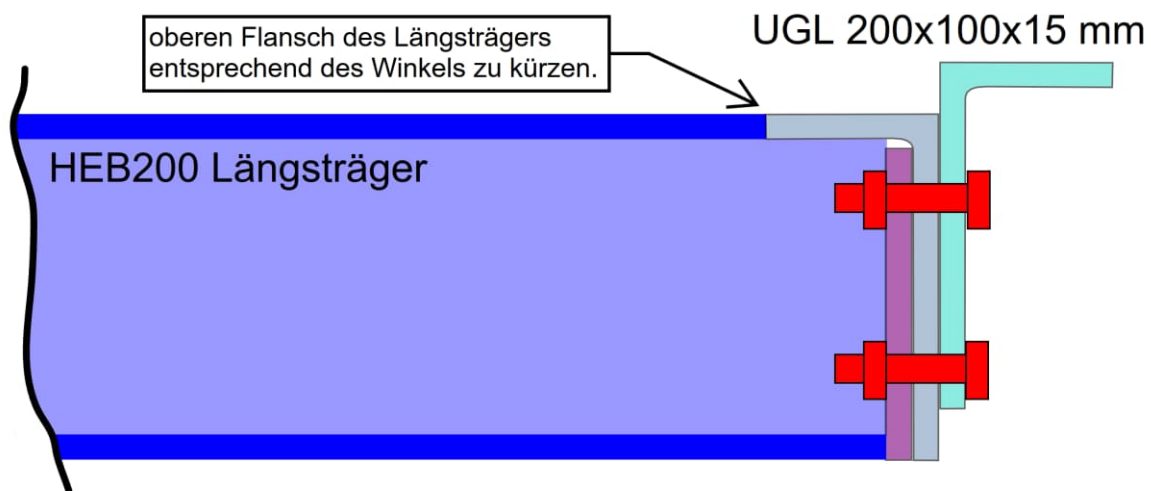 oberen Flansch des Längsträgers
entsprechend des Winkels zu kürzen.
UGL 200x100x15 mm
HEB200 Längsträger